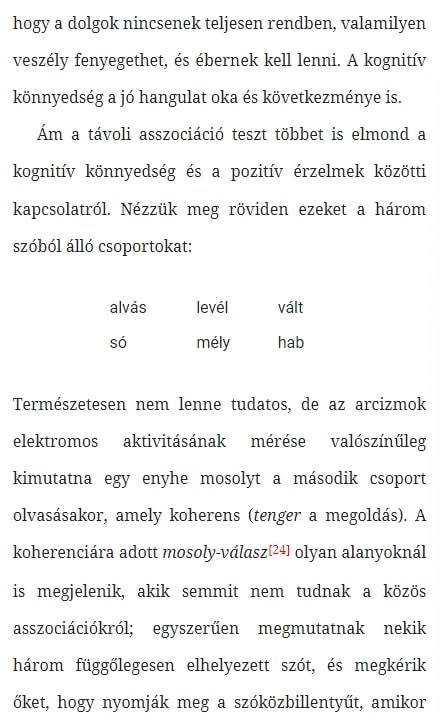 hogy a dolgok nincsenek teljesen rendben, valamilyen
veszély fenyegethet, és ébernek kell lenni. A kognitív
könnyedség a jó hangulat oka és következménye is.
Ám a távoli asszociáció teszt többet is elmond a
kognitív könnyedség és a pozitív érzelmek közötti
kapcsolatról. Nézzük meg röviden ezeket a három
szóból álló csoportokat:
alvás levél vált
só mély hab
Természetesen nem lenne tudatos, de az arcizmok
elektromos aktivitásának mérése valószínűleg
kimutatna egy enyhe mosolyt a második csoport
olvasásakor, amely koherens (tenger a megoldás). A
koherenciára adott mosoly-válasz[24] olyan alanyoknál
is megjelenik, akik semmit nem tudnak a közös
asszociációkról; egyszerűen megmutatnak nekik
három függőlegesen elhelyezett szót, és megkérik
őket, hogy nyomják meg a szóközbillentyűt, amikor